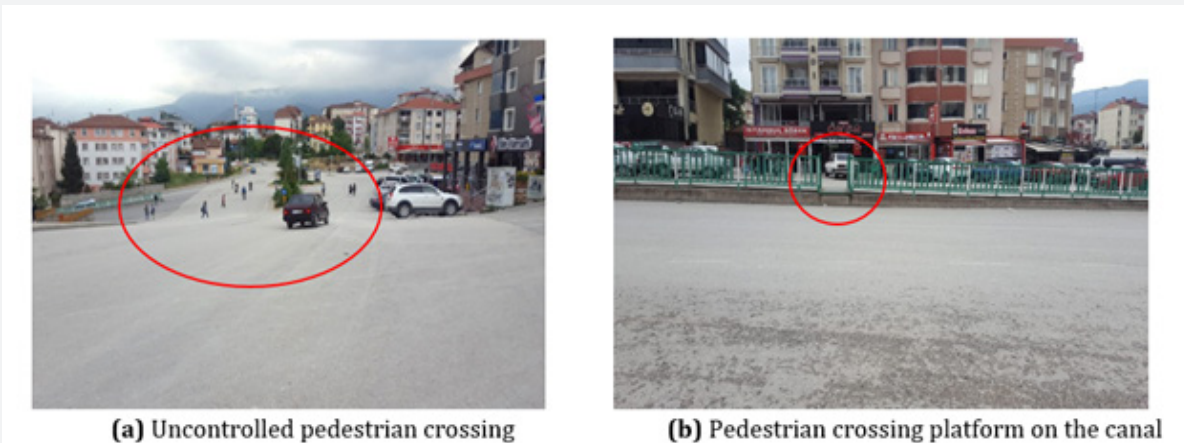 (a) Uncontrolled pedestrian crossing
(b) Pedestrian crossing platform on the canal